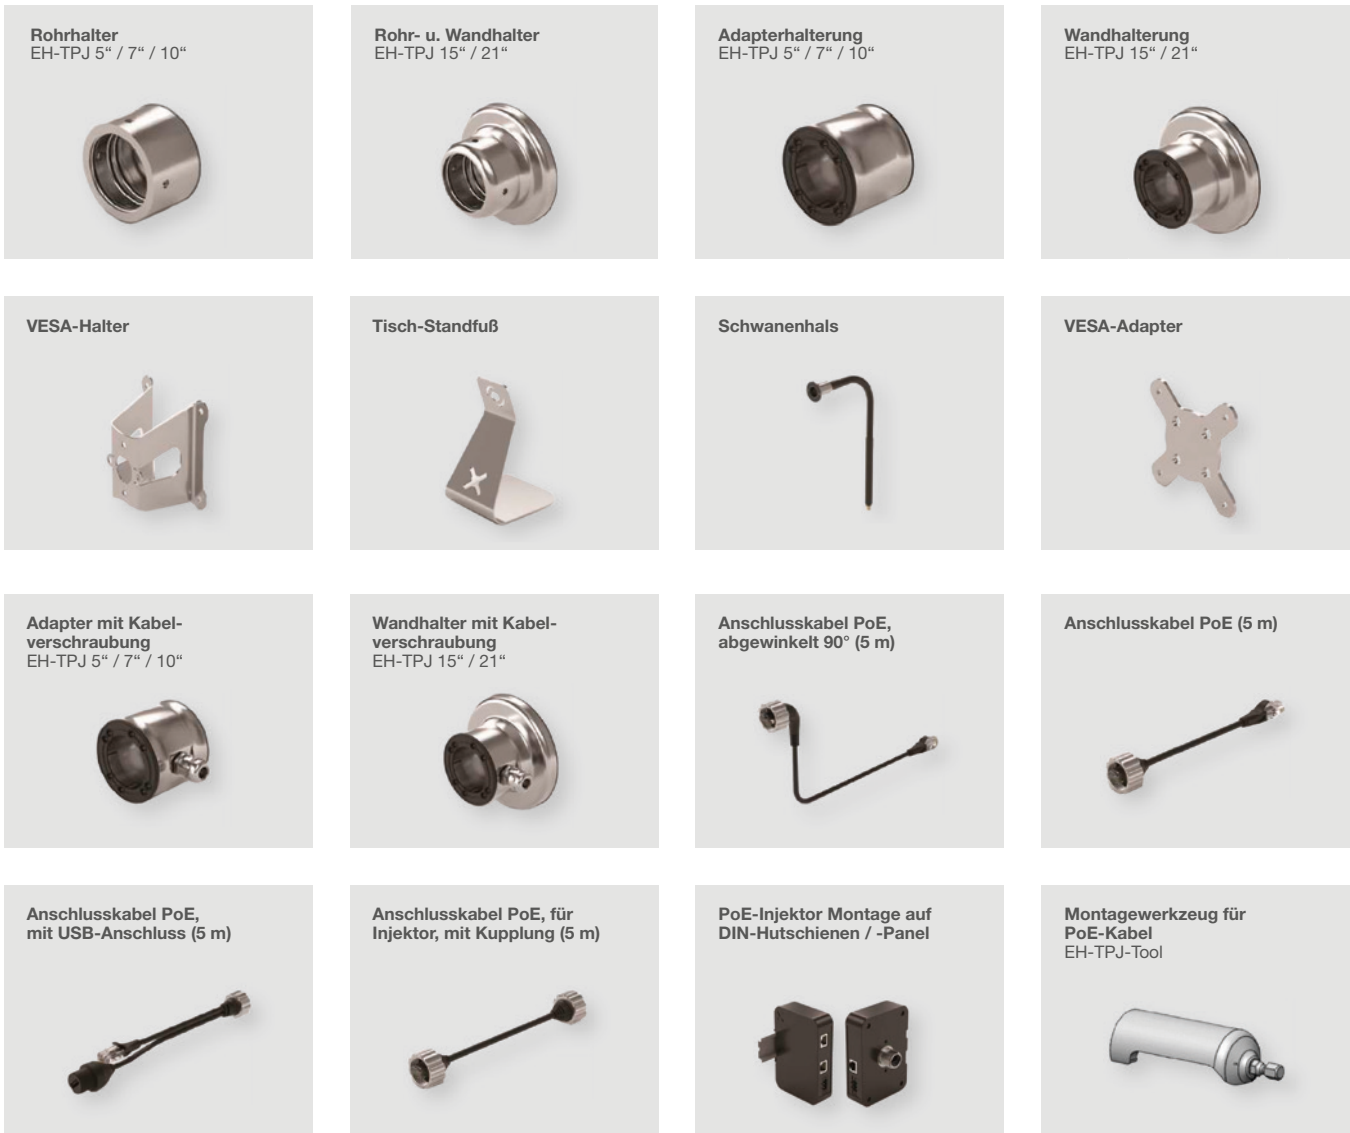 Rohrhalter
EH-TPJ 5“ / 7“ / 10“
Rohr- u. Wandhalter
EH-TPJ 15“ / 21“
Adapterhalterung
EH-TPJ 5“ / 7“ / 10“
Wandhalterung
EH-TPJ 15“ / 21“
VESA-Halter
Tisch-Standfuß
Schwanenhals
VESA-Adapter
Adapter mit Kabel-
verschraubung
EH-TPJ 5“ / 7“ / 10“
Wandhalter mit Kabel-
verschraubung
EH-TPJ 15“ / 21“
Anschlusskabel PoE,
abgewinkelt 90° (5 m)
Anschlusskabel PoE (5 m)
Anschlusskabel PoE,
mit USB-Anschluss (5 m)
Anschlusskabel PoE, für
Injektor, mit Kupplung (5 m)
PoE-Injektor Montage auf
DIN-Hutschienen / -Panel
Montagewerkzeug für
PoE-Kabel
EH-TPJ-Tool